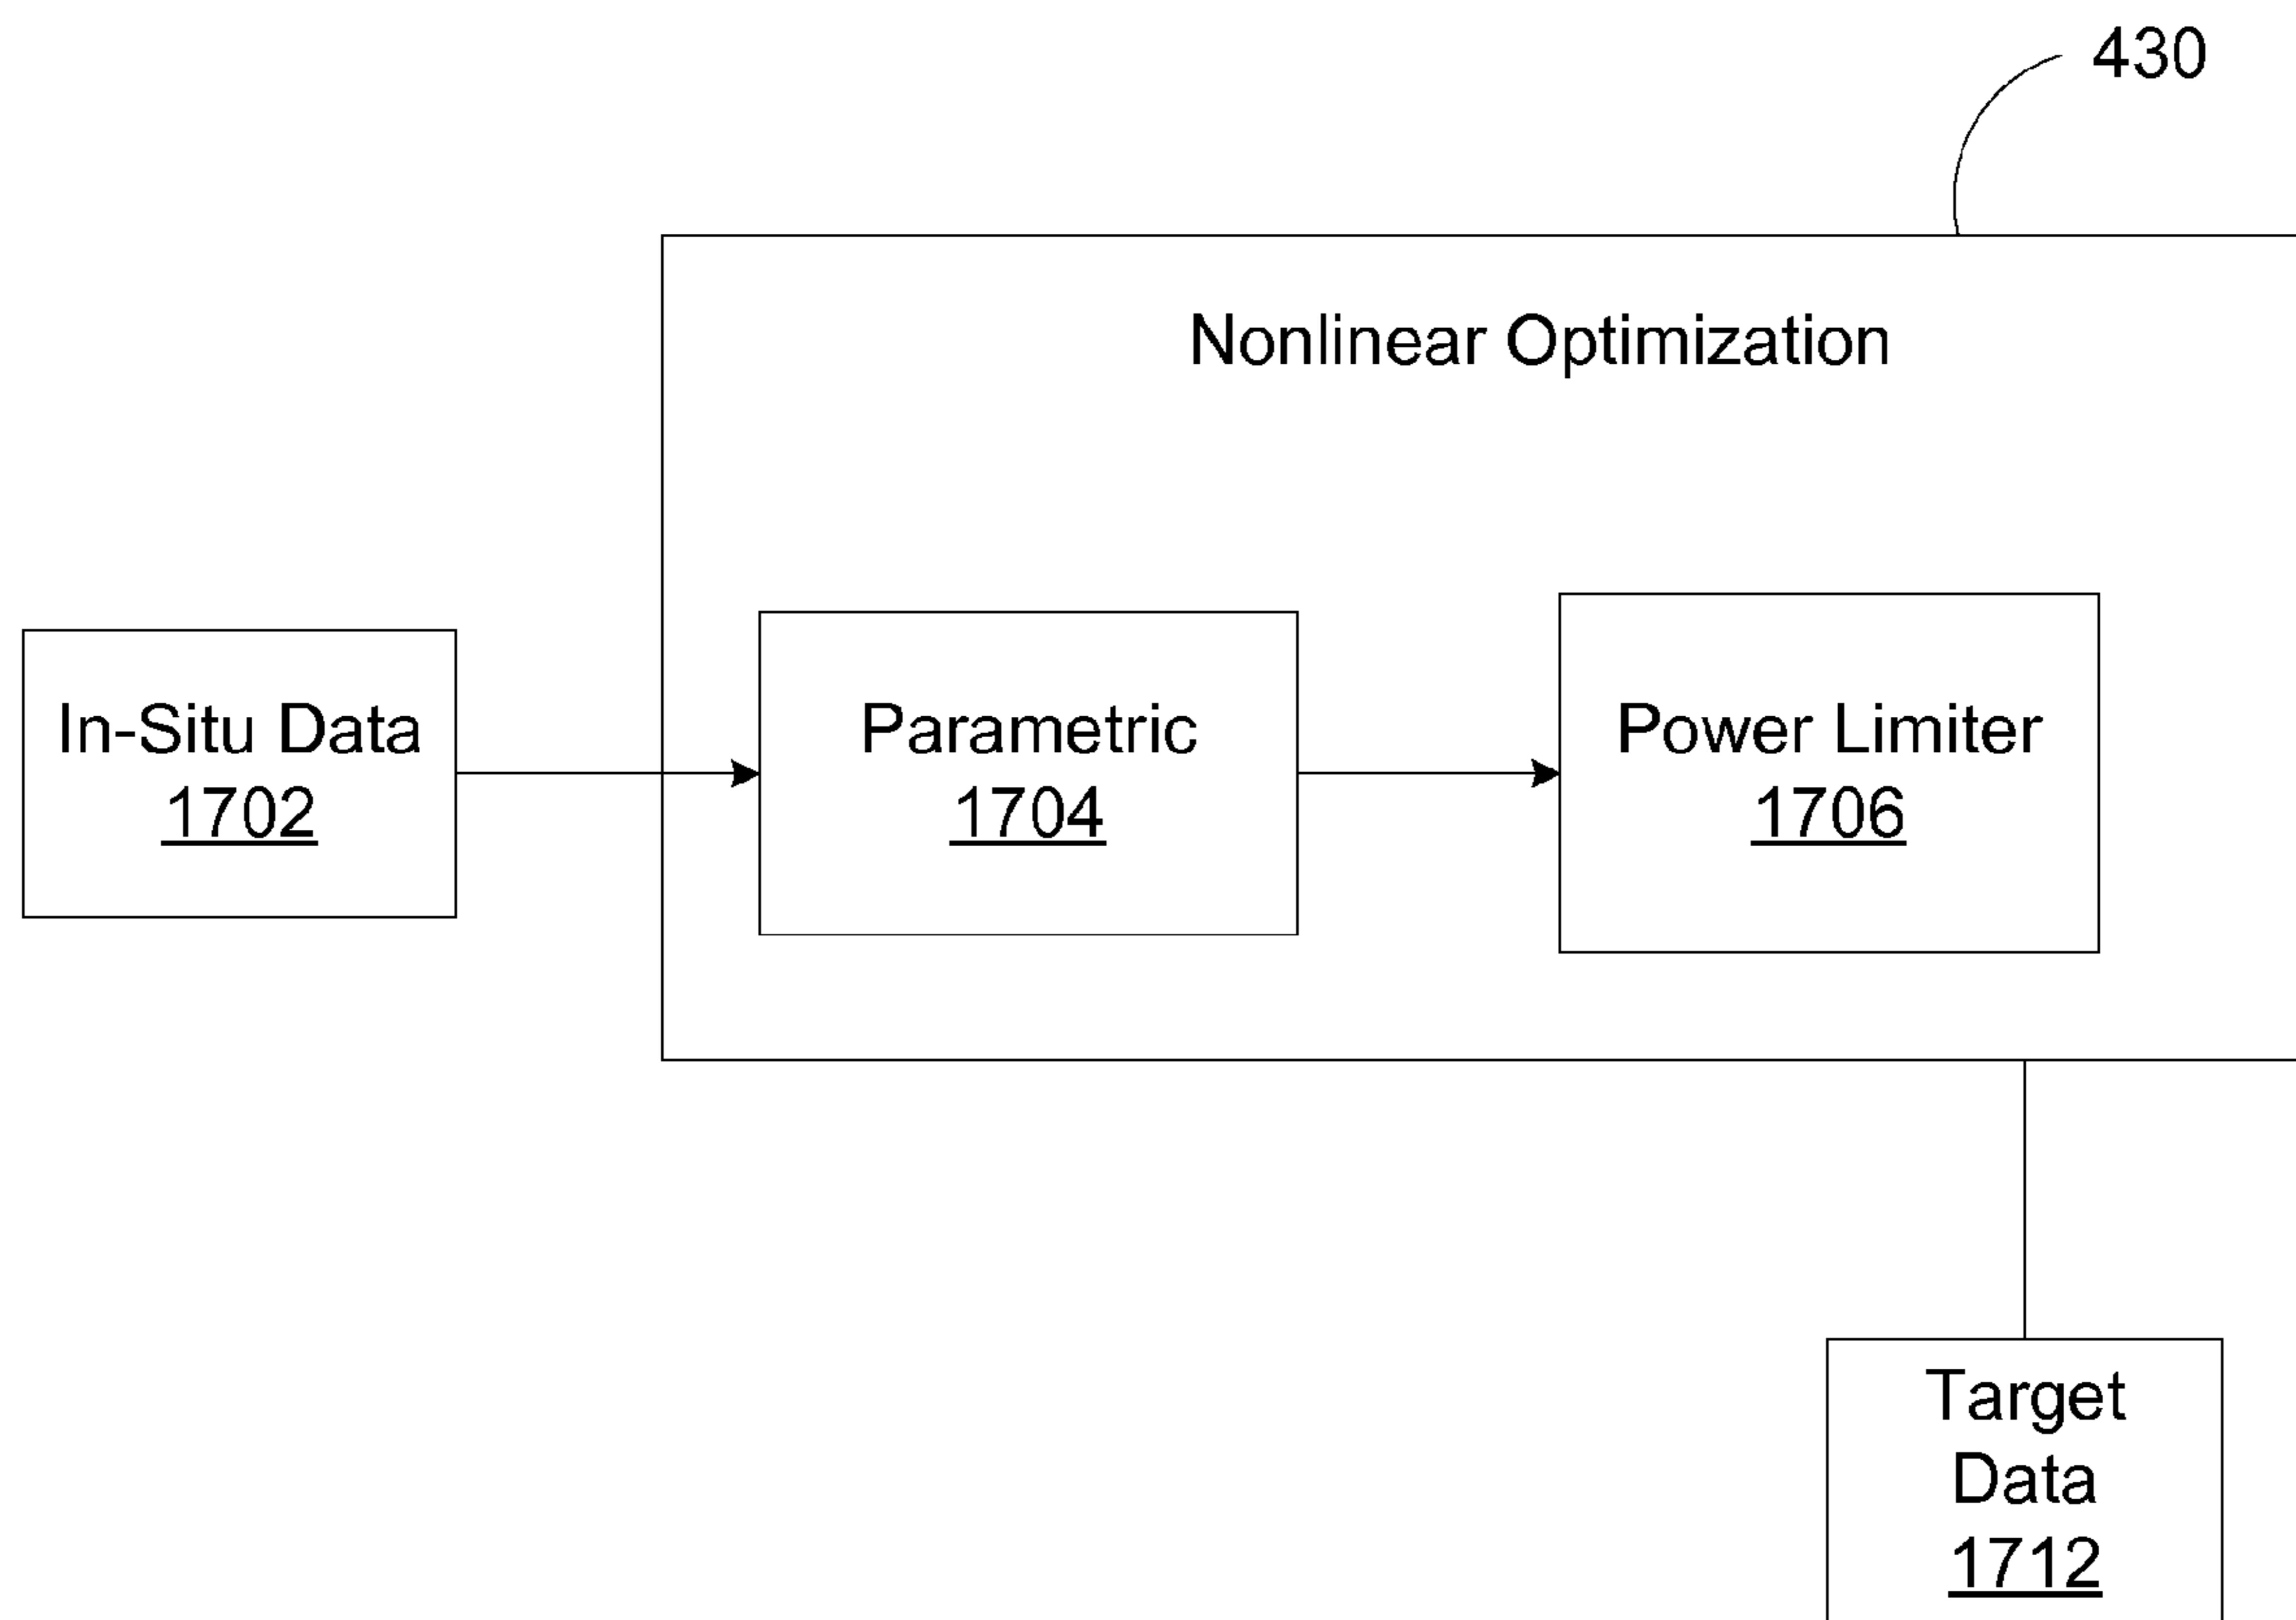 430
Nonlinear Optimization
In-Situ Data
1702
Parametric
1704
Power Limiter
1706
Target
Data
1712